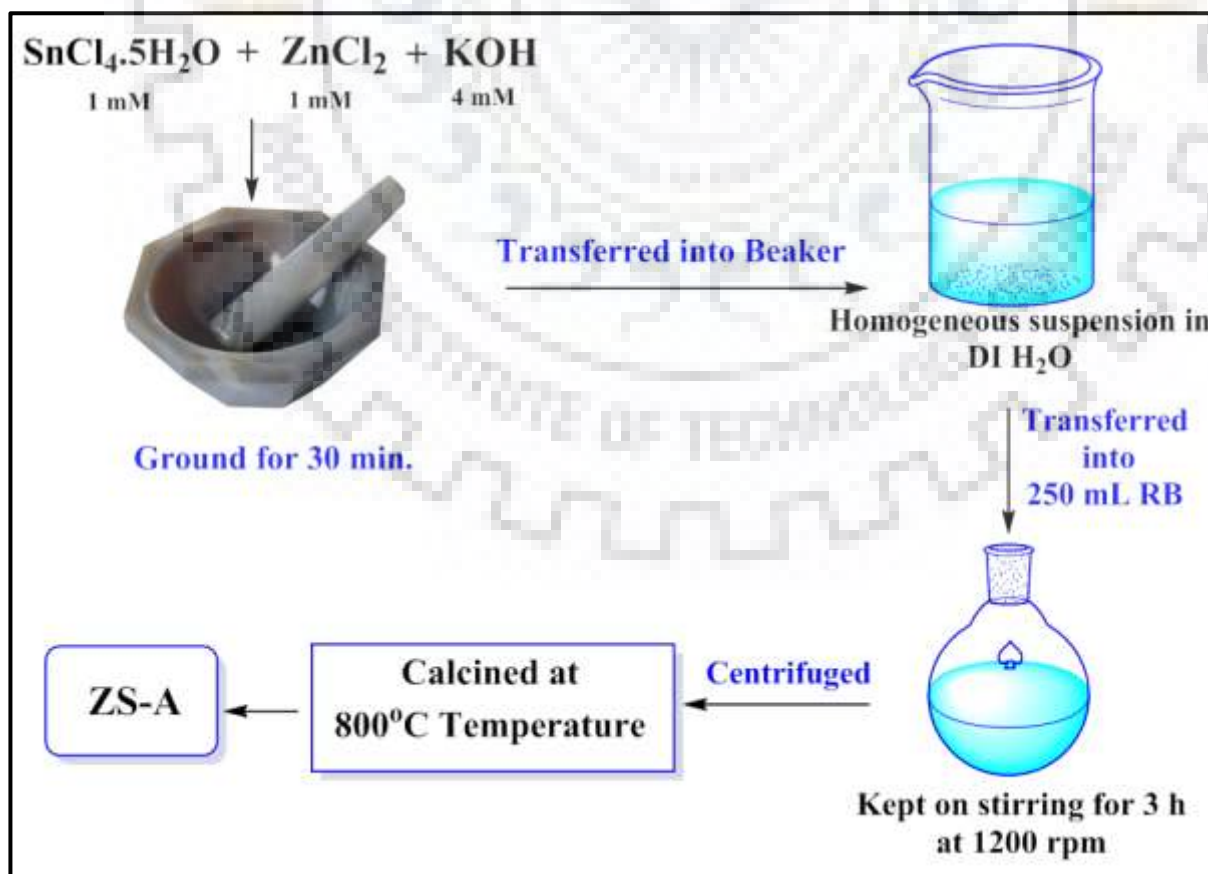 SnCl₄.5H₂O + ZnCl₂ + KOH
1 mM 1 mM 4 mM
Transferred into Beaker
Homogeneous suspension in
DI H₂O
Ground for 30 min.
Transferred
into
250 mL RB
Kept on stirring for 3 h
at 1200 rpm
Centrifuged
Calcined at
800°C Temperature
ZS-A
OF TECHNOLOGY